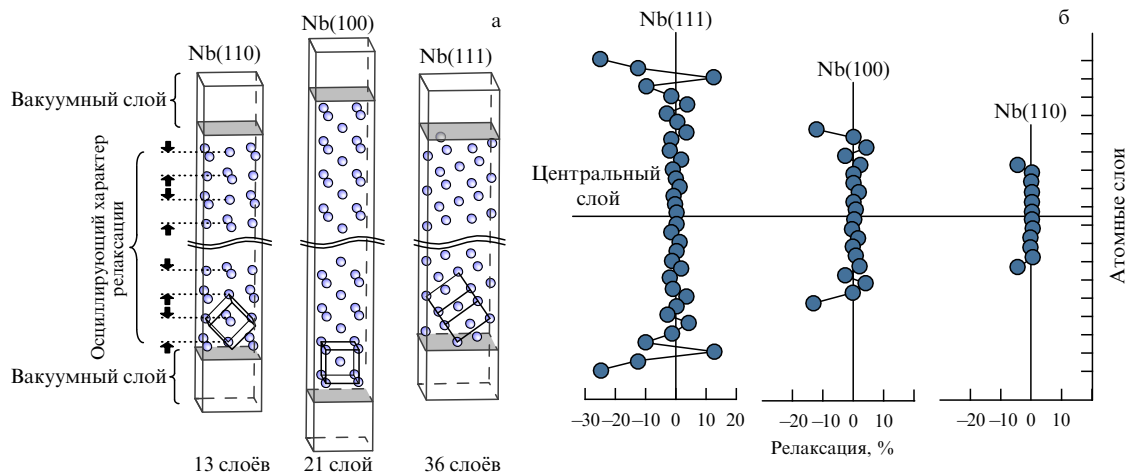 а
Nb(110)
Nb(100)
Nb(111)
Вакуумный слой
Осциллирующий характер
релаксации
Вакуумный слой
13 слоёв
21 слой
36 слоёв
б
Nb(111)
Nb(100)
Nb(110)
Центральный
слой
Атомные слои
–30 –20 –10 0 10 20
–20 –10 0 10
–20 –10 0 10
Релаксация, %